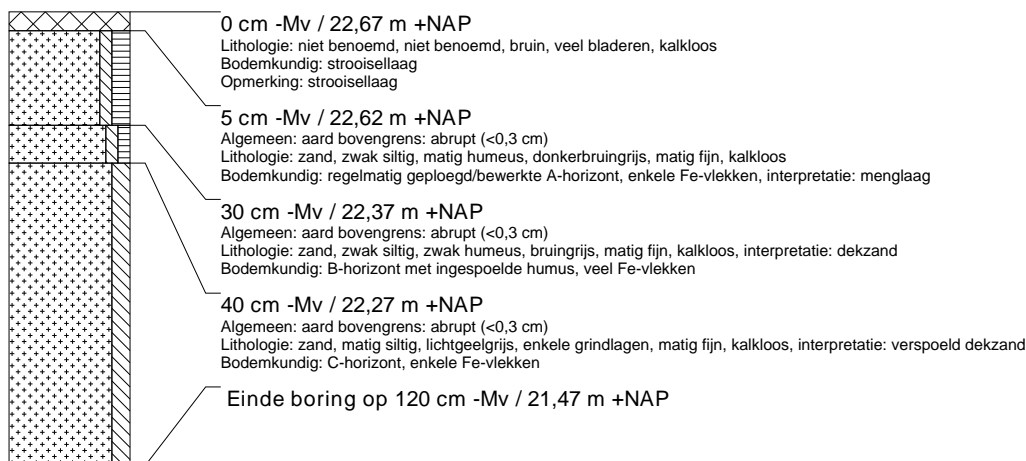 0 cm -Mv / 22,67 m +NAP
Lithologie: niet benoemd, niet benoemd, bruin, veel bladeren, kalkloos
Bodemkundig: strooisellaag
Opmerking: strooisellaag
5 cm -Mv / 22,62 m +NAP
Algemeen: aard bovengrens: abrupt (<0,3 cm)
Lithologie: zand, zwak siltig, matig humeus, donkerbruingrijs, matig fijn, kalkloos
Bodemkundig: regelmatig geploegd/bewerkte A-horizont, enkele Fe-vlekken, interpretatie: menglaag
30 cm -Mv / 22,37 m +NAP
Algemeen: aard bovengrens: abrupt (<0,3 cm)
Lithologie: zand, zwak siltig, zwak humeus, bruingrijs, matig fijn, kalkloos, interpretatie: dekzand
Bodemkundig: B-horizont met ingespoelde humus, veel Fe-vlekken
40 cm -Mv / 22,27 m +NAP
Algemeen: aard bovengrens: abrupt (<0,3 cm)
Lithologie: zand, matig siltig, lichtgeelgrijs, enkele grindlagen, matig fijn, kalkloos, interpretatie: verspoeld dekzand
Bodemkundig: C-horizont, enkele Fe-vlekken
Einde boring op 120 cm -Mv / 21,47 m +NAP